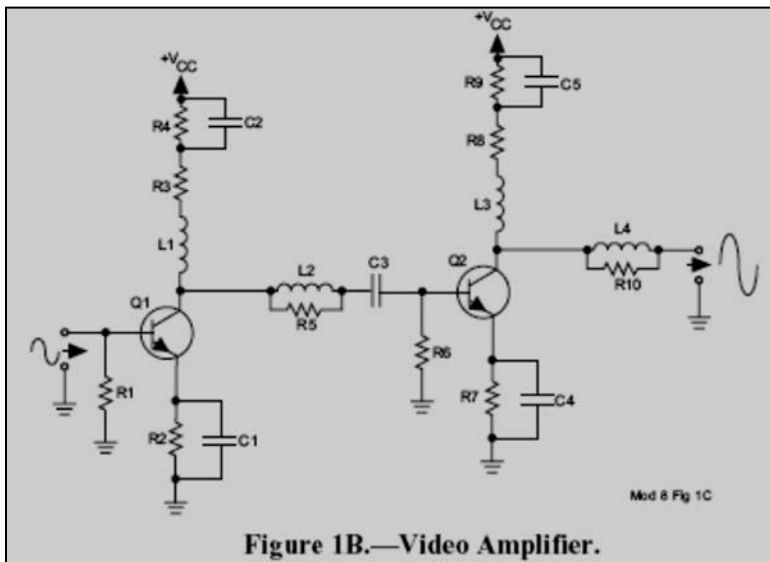 +VCC
+VCC
R4
C2
R9
C5
R3
R8
L1
L3
L2
C3
Q2
L4
Q1
R5
R10
R1
R6
R2
C1
R7
C4
Mod 8 Fig 1C
Figure 1B.—Video Amplifier.